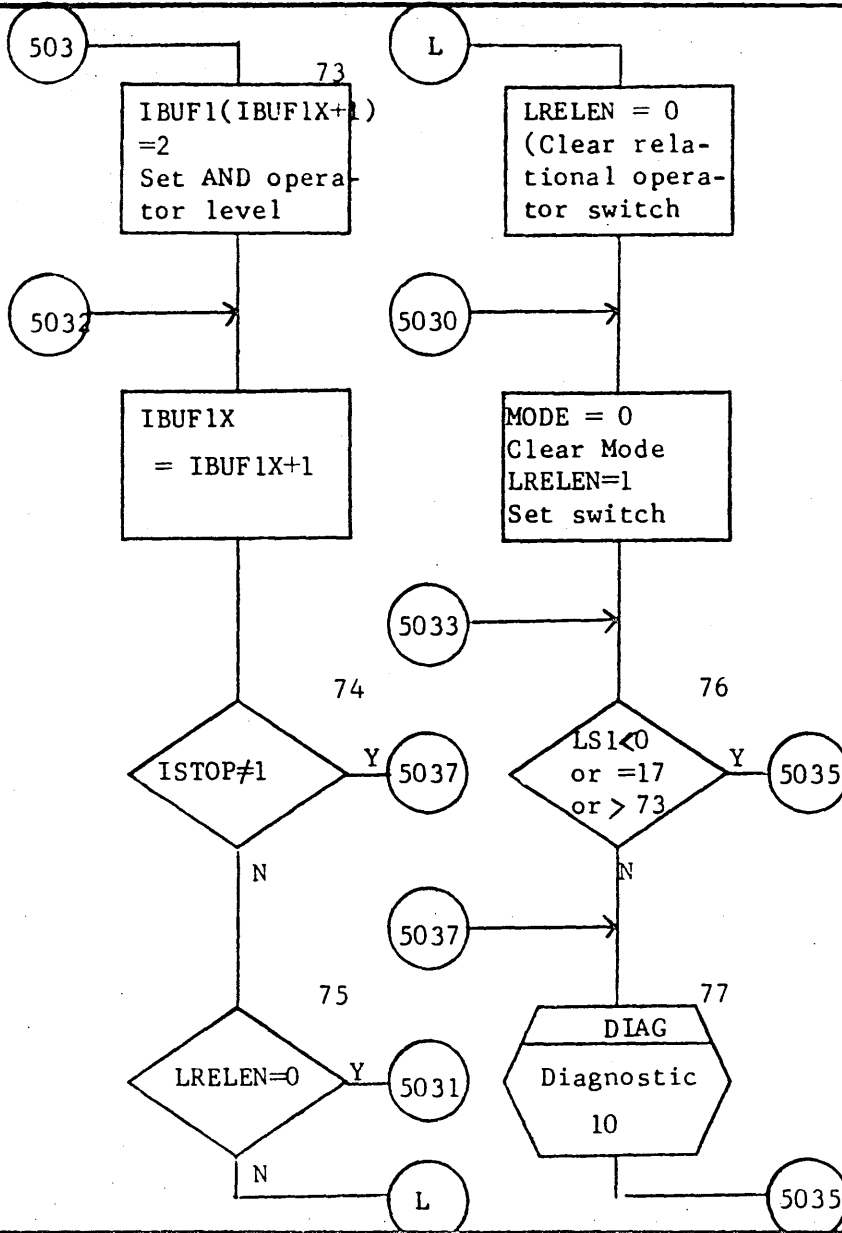 503
73
IBUF1(IBUF1X+1)
=2
Set AND opera-
tor level
5032
IBUF1X
= IBUF1X+1
74
ISTOP≠1
Y
5037
N
75
LRELEN=0
Y
5031
N
L
L
LRELEN = 0
(Clear rela-
tional opera-
tor switch
5030
MODE = 0
Clear Mode
LRELEN=1
Set switch
5033
76
LS1<0
or =17
or > 73
Y
5035
N
5037
77
DIAG
Diagnostic
10
5035